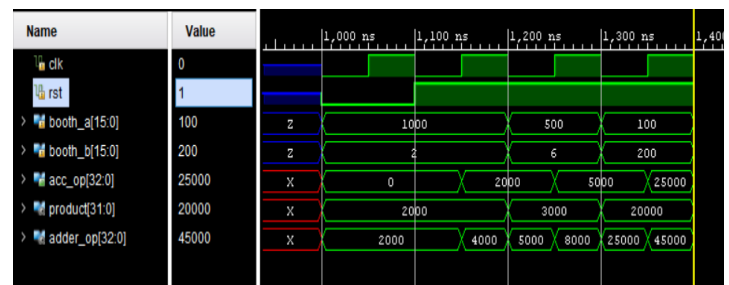 Name Value 1,000 ns 1,100 ns 1,200 ns 1,300 ns 1,40
clk 0
rst 1
booth_a[15:0] 100 Z 1000 500 100
booth_b[15:0] 200 Z 2 6 200
acc_op[32:0] 25000 X 0 2000 5000 25000
product[31:0] 20000 X 2000 3000 20000
adder_op[32:0] 45000 X 2000 4000 5000 8000 25000 45000